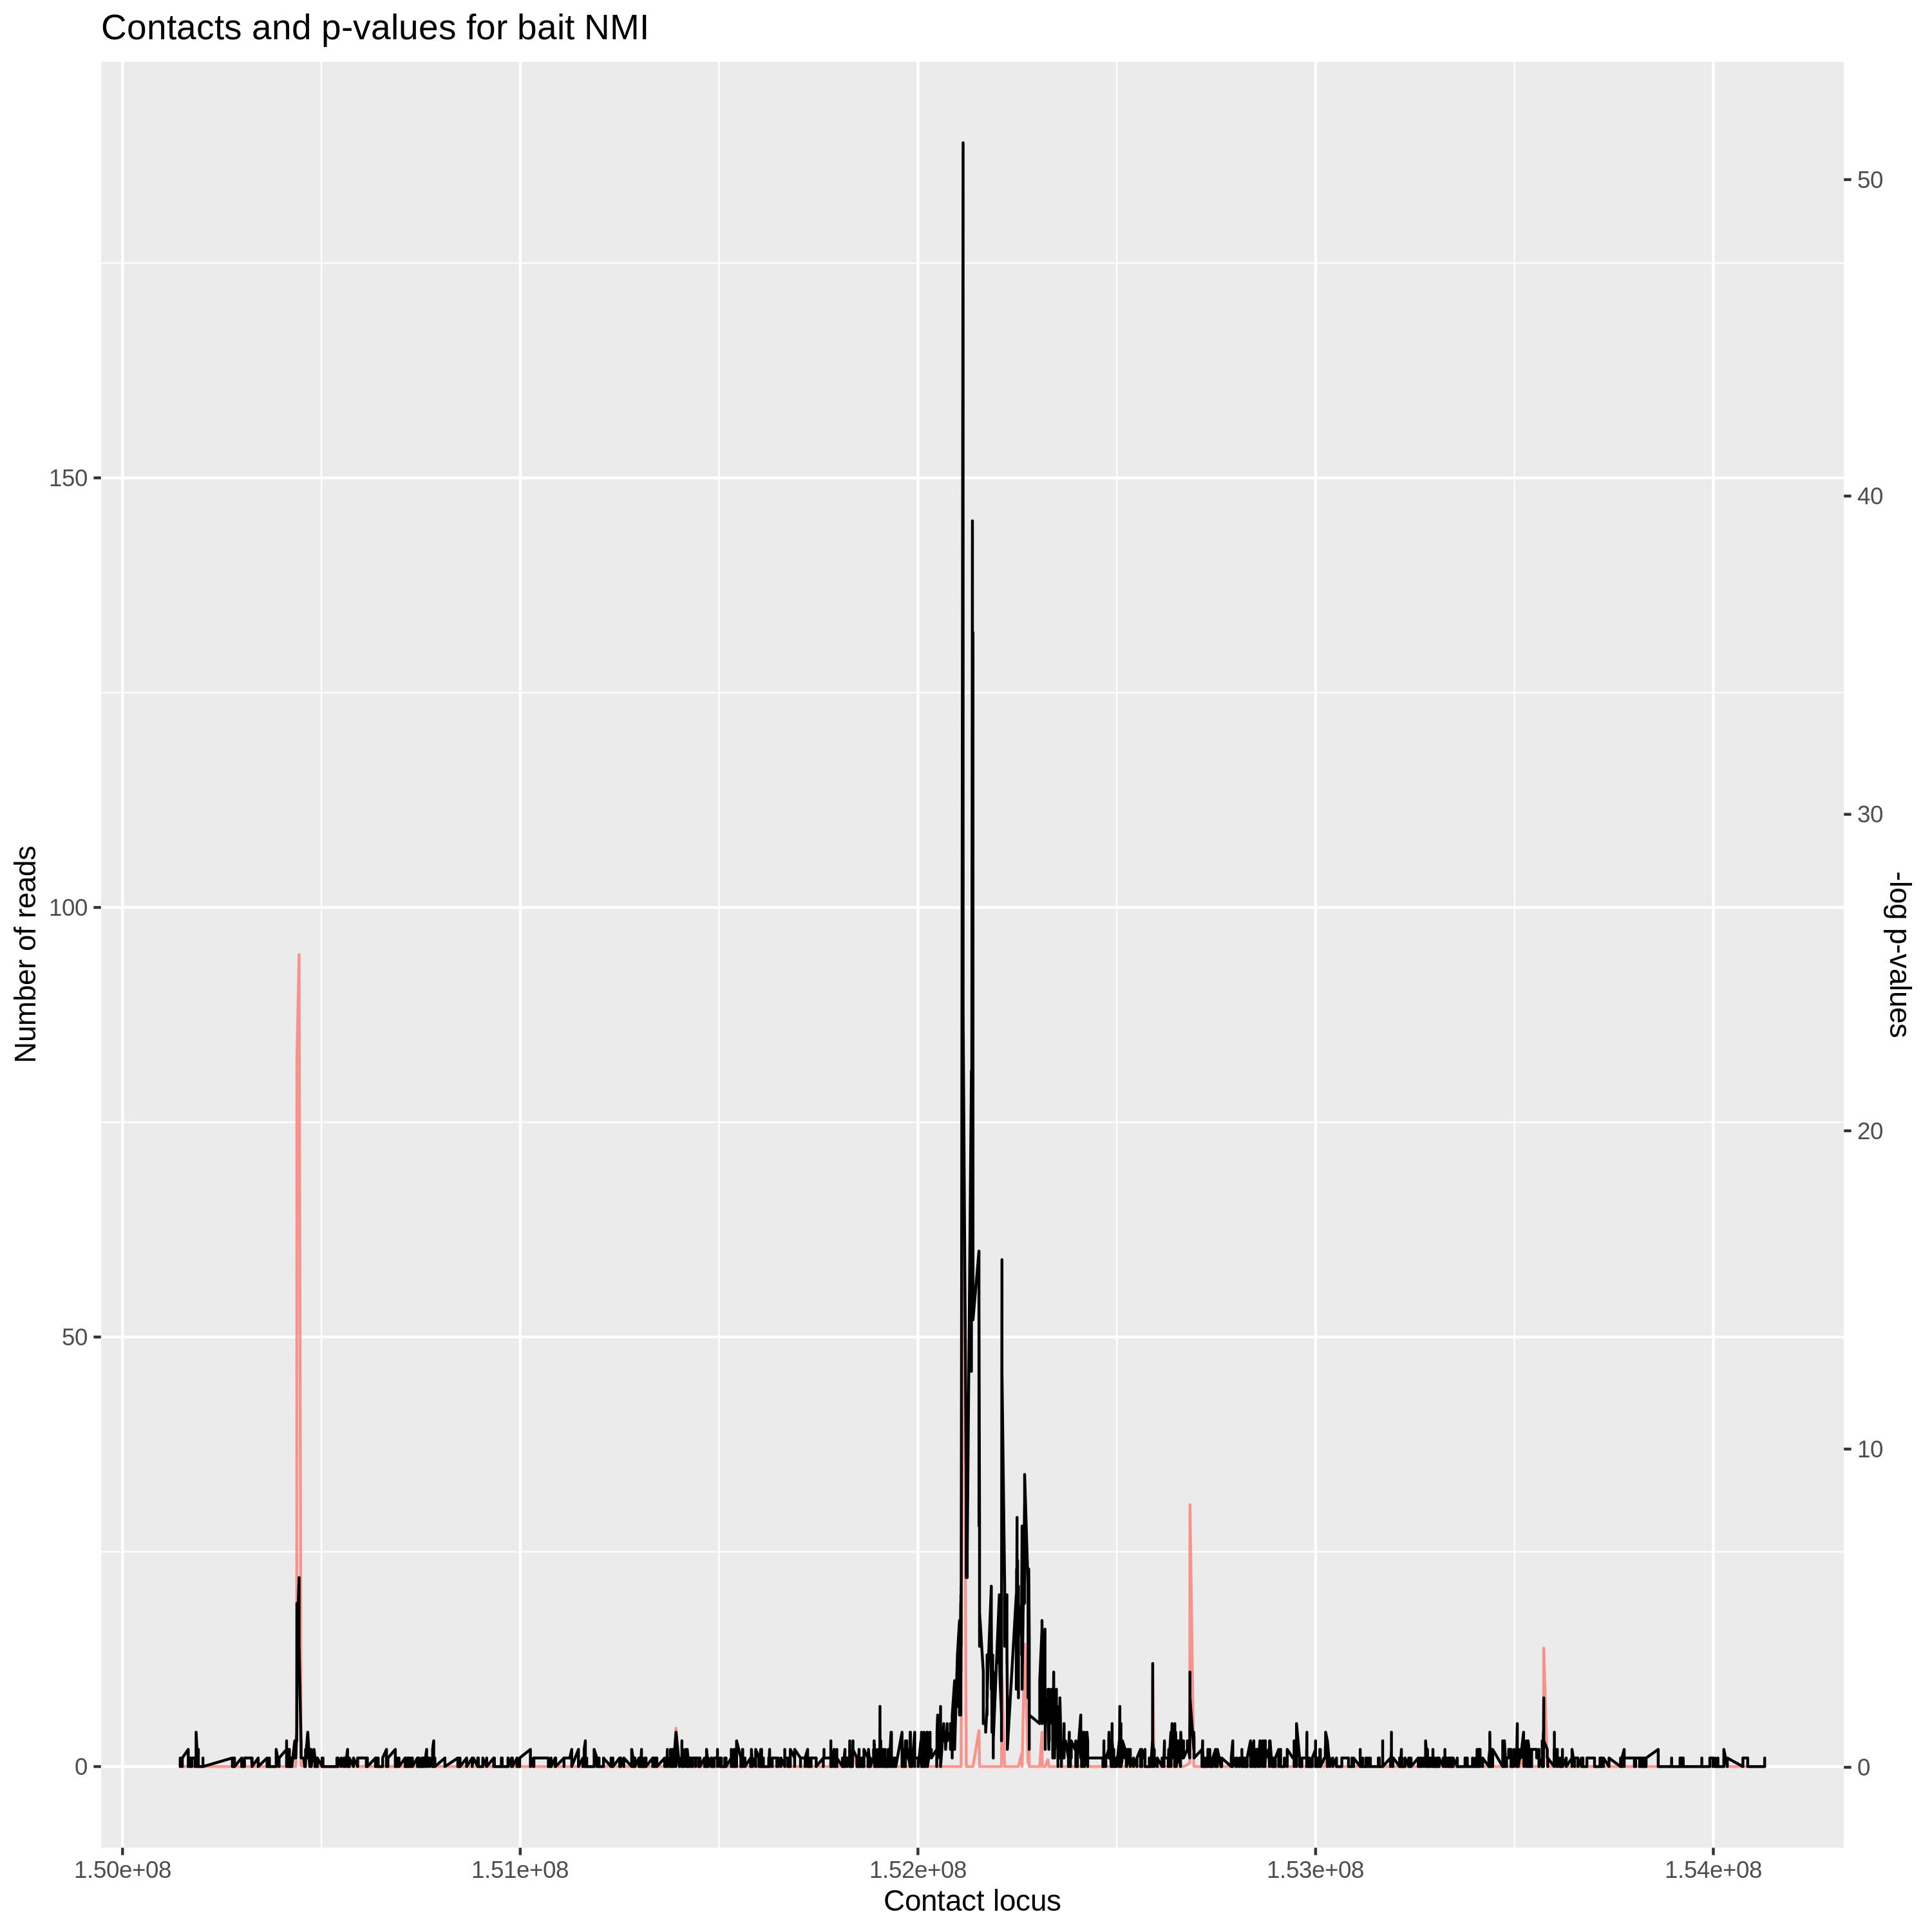 Contacts and p-values for bait NMI
50
150
40
30
100
Number of reads
-log p-values
20
50
10
0
0
1.50e+08
1.51e+08
1.52e+08
1.53e+08
1.54e+08
Contact locus